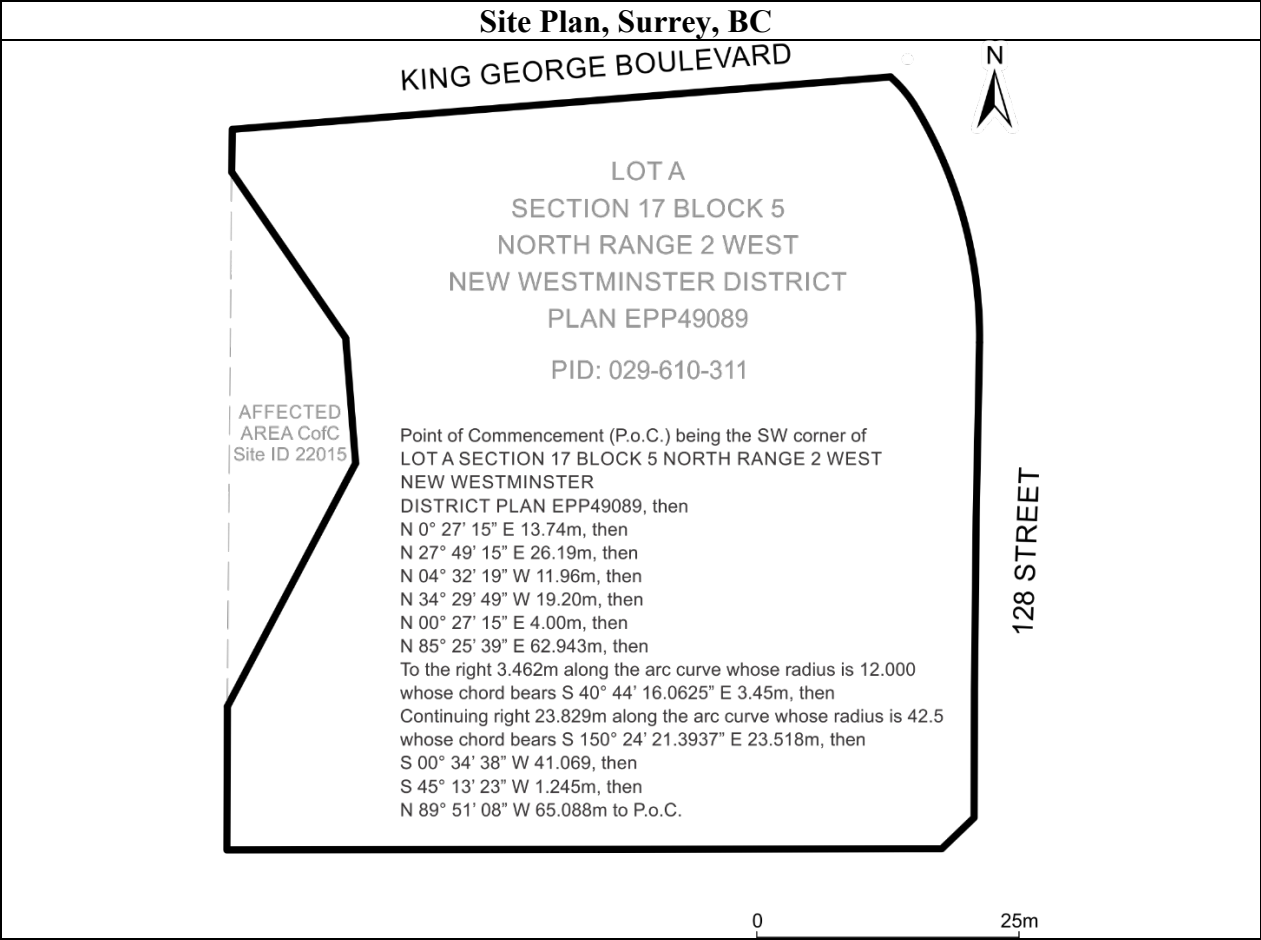 Site Plan, Surrey, BC
KING GEORGE BOULEVARD
N
LOT A
SECTION 17 BLOCK 5
NORTH RANGE 2 WEST
NEW WESTMINSTER DISTRICT
PLAN EPP49089
PID: 029-610-311
AFFECTED
AREA CofC
Site ID 22015
Point of Commencement (P.o.C.) being the SW corner of
LOT A SECTION 17 BLOCK 5 NORTH RANGE 2 WEST
NEW WESTMINSTER
DISTRICT PLAN EPP49089, then
N 0° 27’ 15” E 13.74m, then
N 27° 49’ 15” E 26.19m, then
N 04° 32’ 19” W 11.96m, then
N 34° 29’ 49” W 19.20m, then
N 00° 27’ 15” E 4.00m, then
N 85° 25’ 39” E 62.943m, then
To the right 3.462m along the arc curve whose radius is 12.000
whose chord bears S 40° 44’ 16.0625” E 3.45m, then
Continuing right 23.829m along the arc curve whose radius is 42.5
whose chord bears S 150° 24’ 21.3937” E 23.518m, then
S 00° 34’ 38” W 41.069, then
S 45° 13’ 23” W 1.245m, then
N 89° 51’ 08” W 65.088m to P.o.C.
128 STREET
0 25m